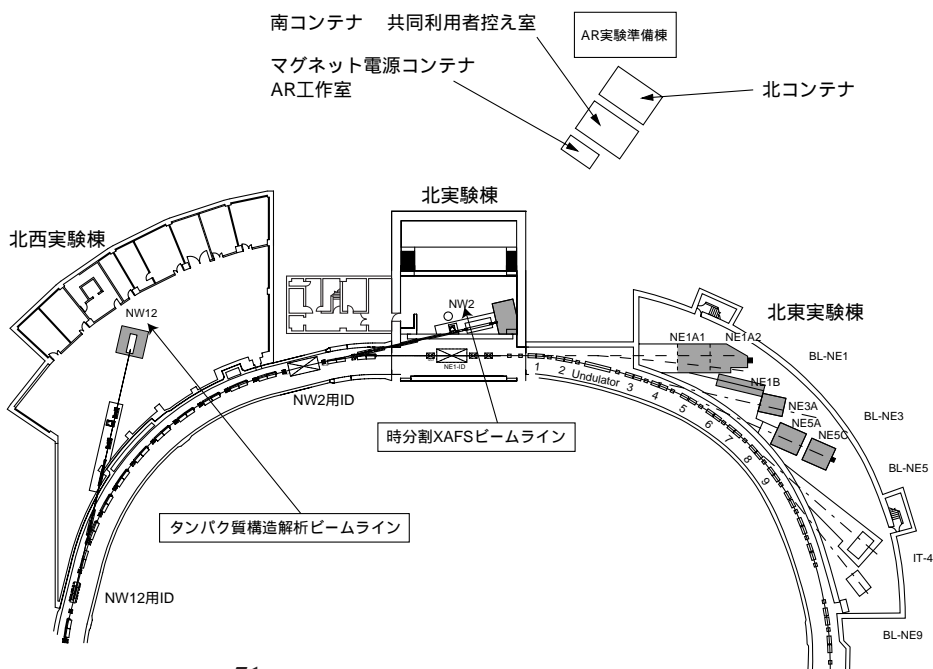 南コンテナ 共同利用者控え室
AR実験準備棟
マグネット電源コンテナ
AR工作室
北コンテナ
北実験棟
北西実験棟
北東実験棟
NW12
NW2
NE1A1
NE1A2
BL-NE1
NE1-ID
1
2
Undulator
3
4
5
6
7
8
9
NE1B
NE3A
BL-NE3
NW2用ID
NE5A
NE5C
時分割XAFSビームライン
BL-NE5
タンパク質構造解析ビームライン
IT-4
NW12用ID
BL-NE9